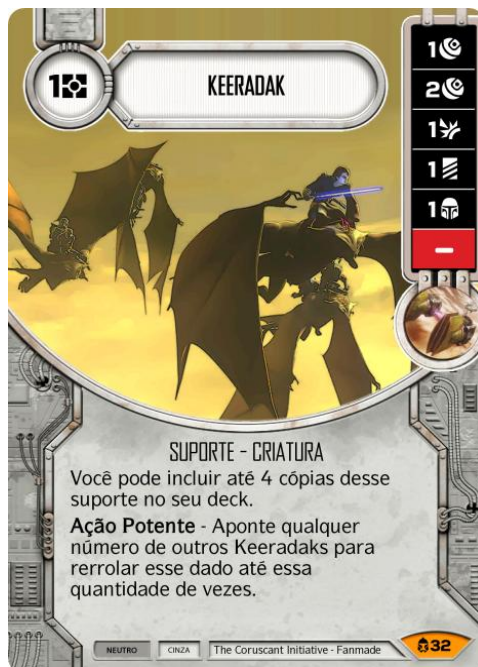 1
KEERADAK
1
2
1
1
1
–
SUPORTE - CRIATURA
Você pode incluir até 4 cópias desse
suporte no seu deck.
Ação Potente - Aponte qualquer
número de outros Keeradaks para
rerrolar esse dado até essa
quantidade de vezes.
NEUTRO CINZA The Coruscant Initiative - Fanmade 32